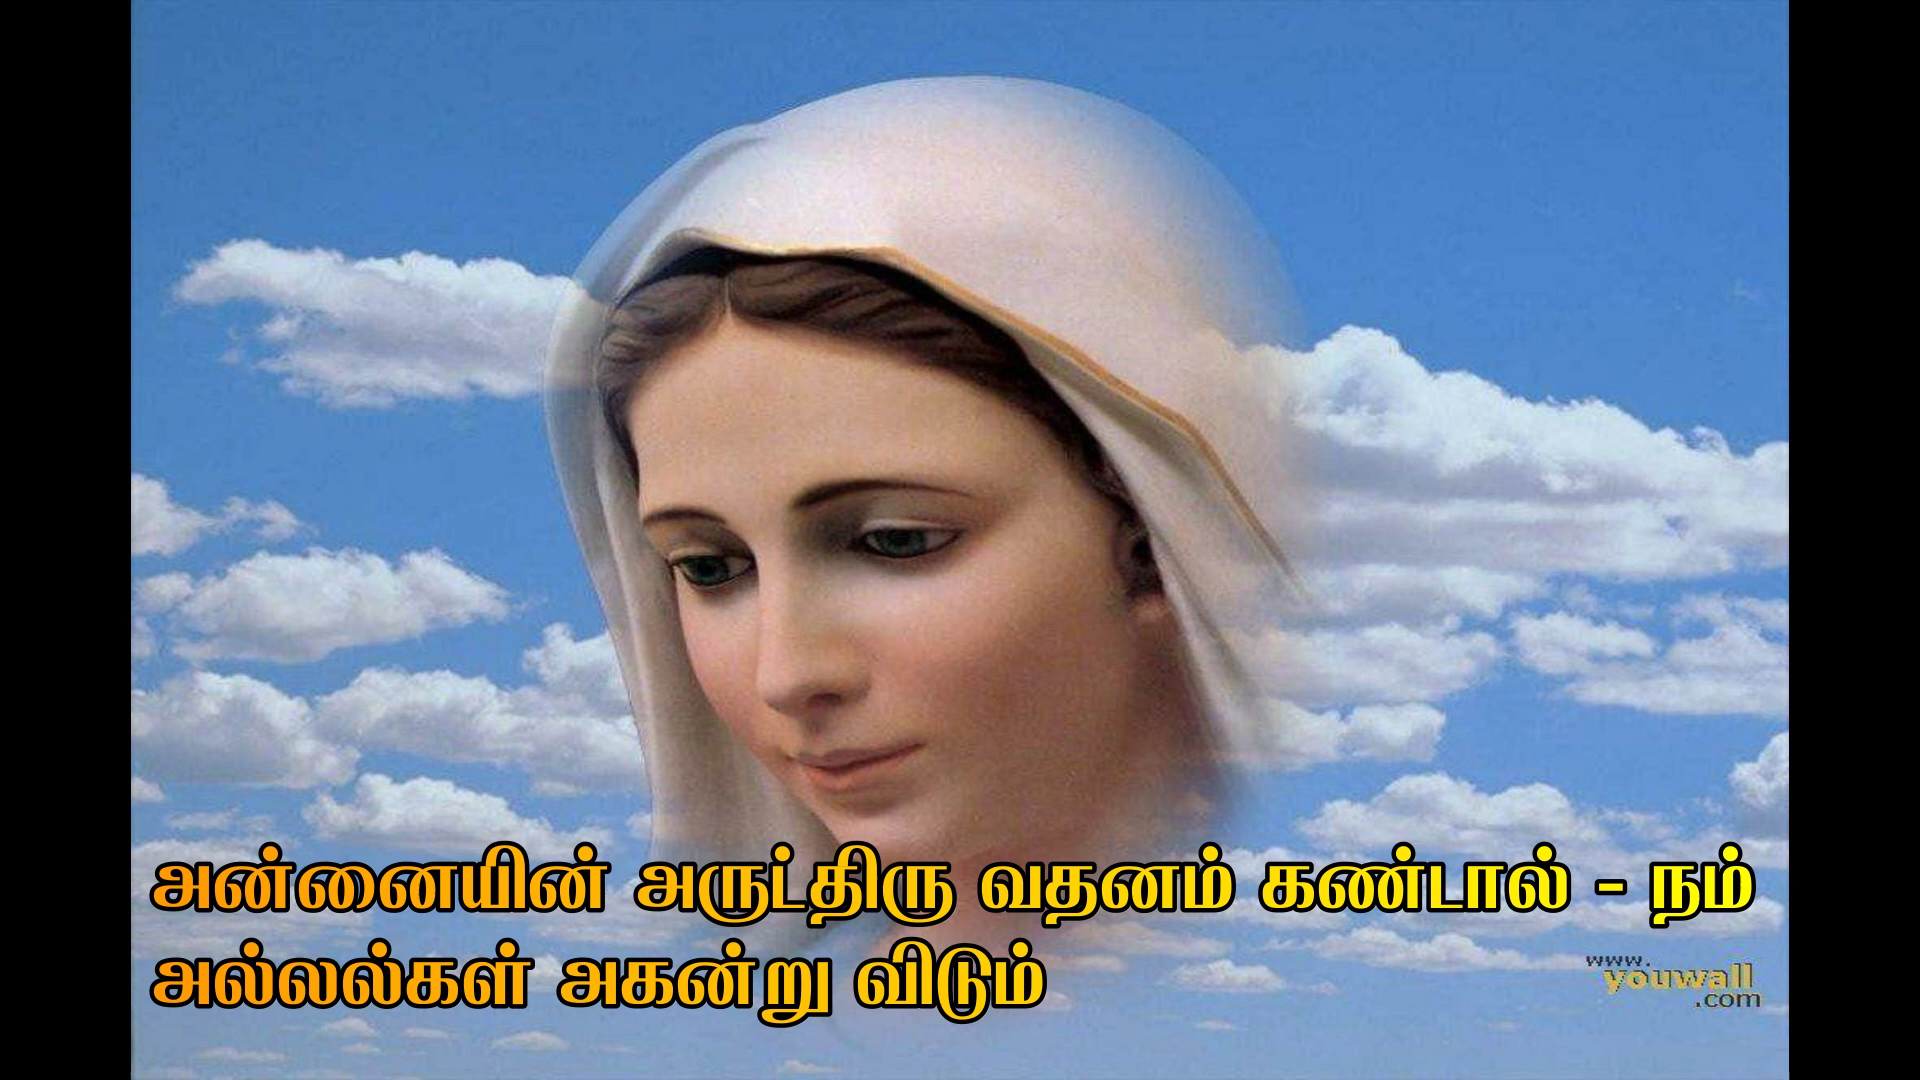 அன்னையின் அருட்திரு வதனம் கண்டால் - நம்
அல்லல்கள் அகன்று விடும்
www.
youwall
.com